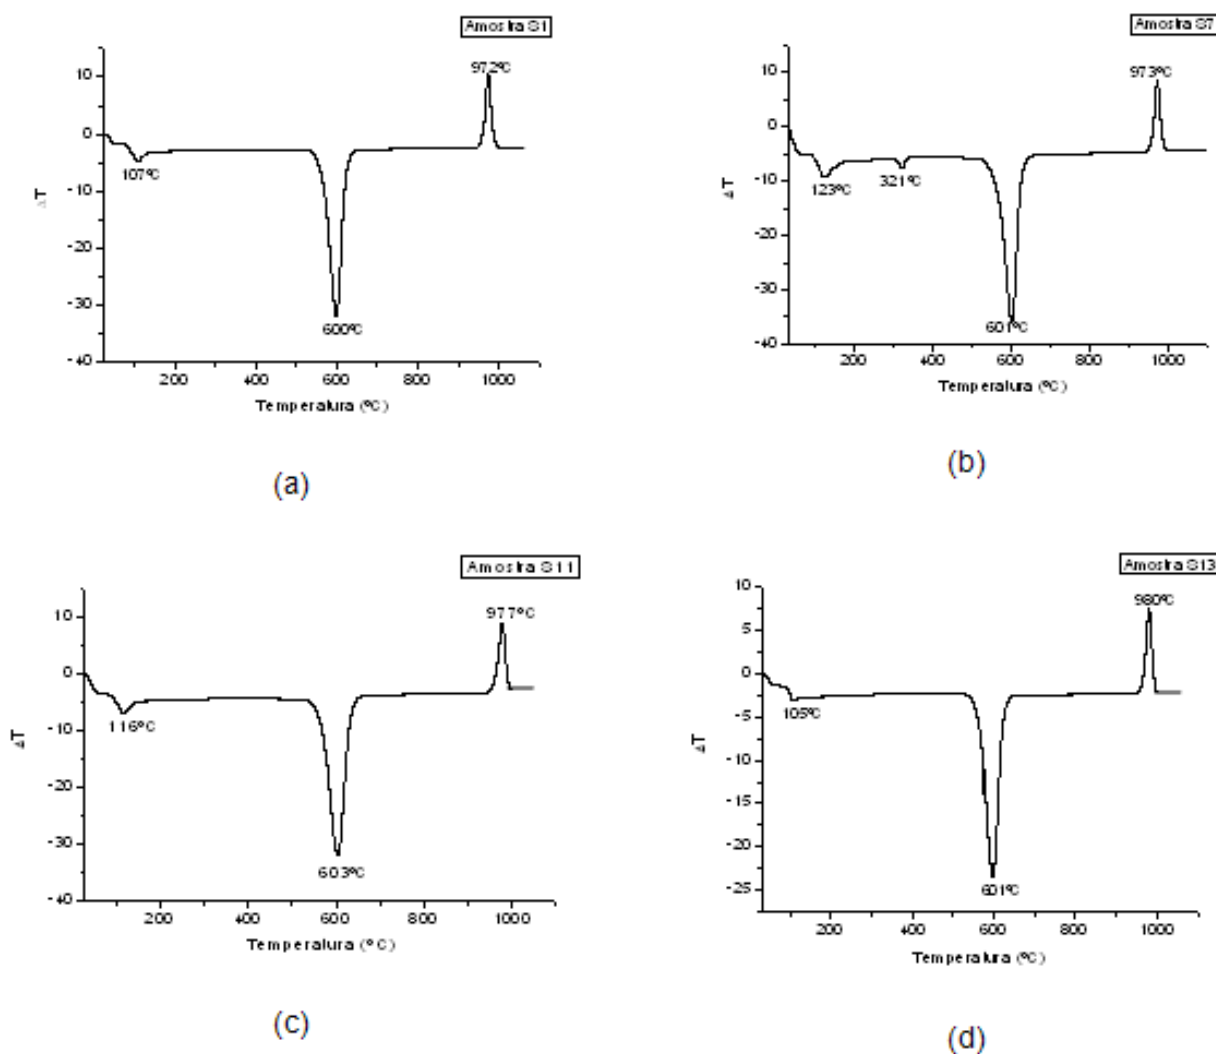 Amostra S1
972ºC
10
0
-10
-20
-30
-40
ΔT
107ºC
600ºC
200 400 600 800 1000
Temperatura (ºC)
(a)
Amostra S7
973ºC
10
0
-10
-20
-30
-40
ΔT
123ºC
321ºC
601ºC
200 400 600 800 1000
Temperatura (ºC)
(b)
Amostra S11
977ºC
10
0
-10
-20
-30
-40
ΔT
116ºC
603ºC
200 400 600 800 1000
Temperatura (ºC)
(c)
Amostra S13
980ºC
10
5
0
-5
-10
-15
-20
-25
ΔT
105ºC
601ºC
200 400 600 800 1000
Temperatura (ºC)
(d)